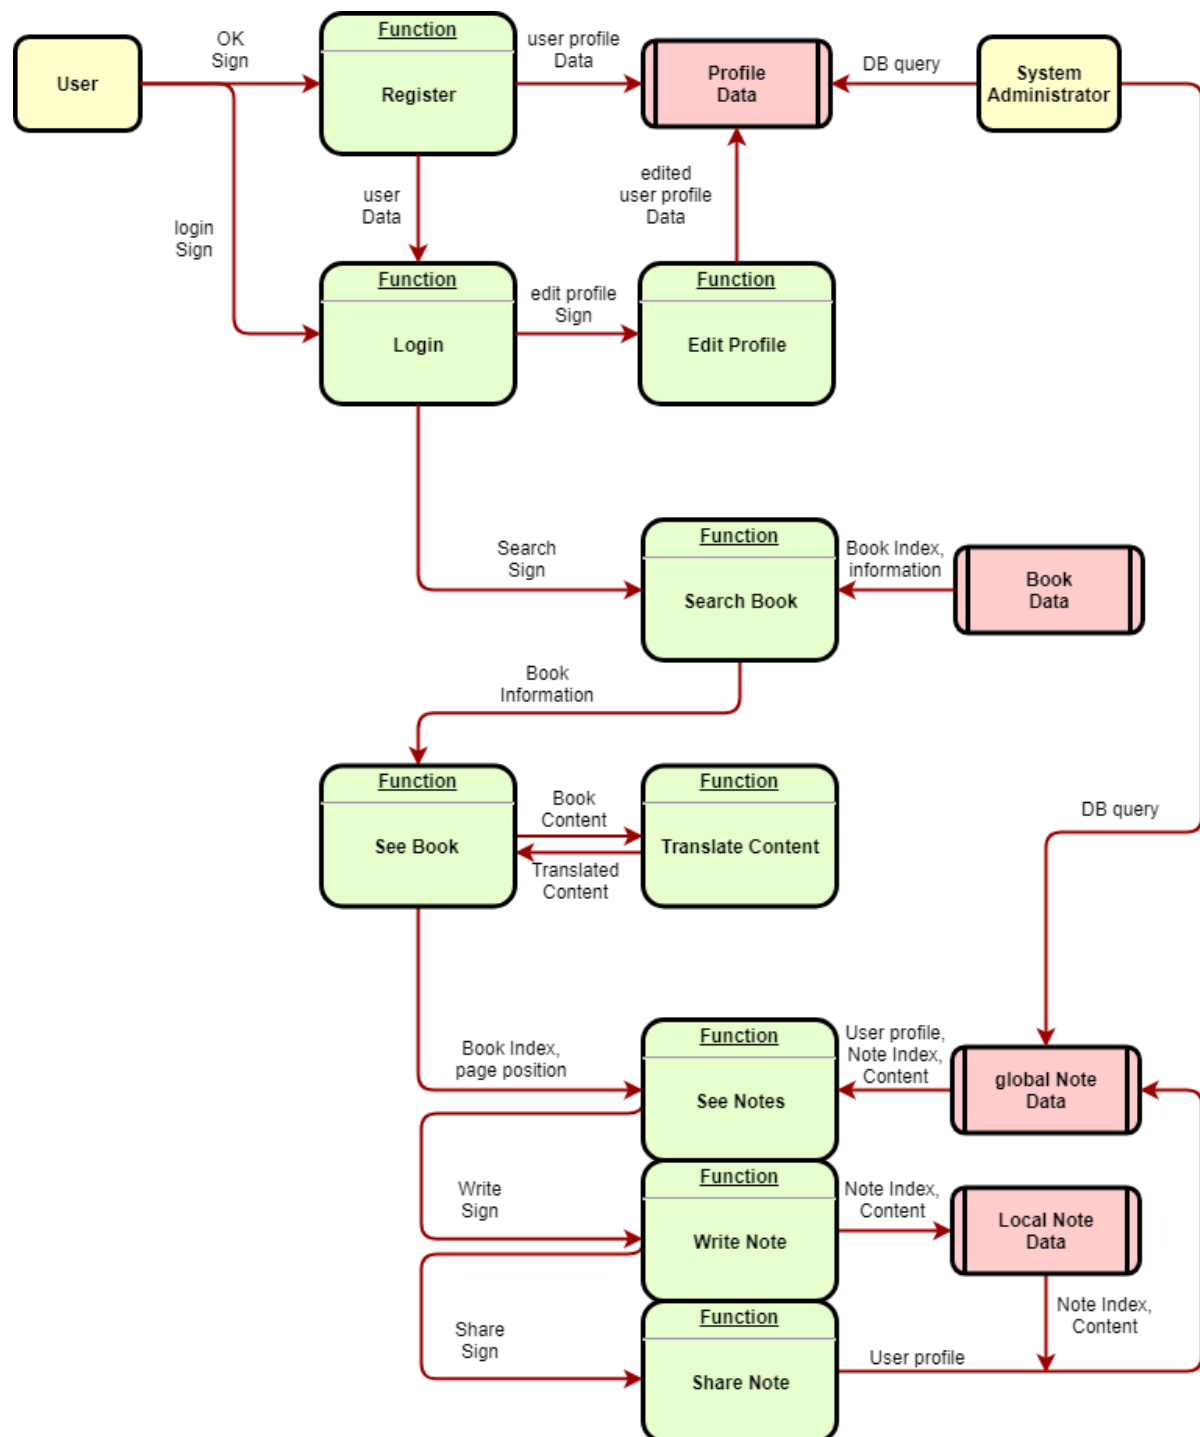 Function
OK
Sign
user profile
Data
User
Register
Profile
Data
DB query
System
Administrator
user
Data
edited
user profile
Data
login
Sign
Function
Login
edit profile
Sign
Function
Edit Profile
Search
Sign
Function
Search Book
Book Index,
information
Book
Data
Book
Information
Function
See Book
Book
Content
Translated
Content
Function
Translate Content
DB query
Book Index,
page position
Function
See Notes
User profile,
Note Index,
Content
global Note
Data
Write
Sign
Function
Write Note
Note Index,
Content
Local Note
Data
Note Index,
Content
Share
Sign
Function
Share Note
User profile